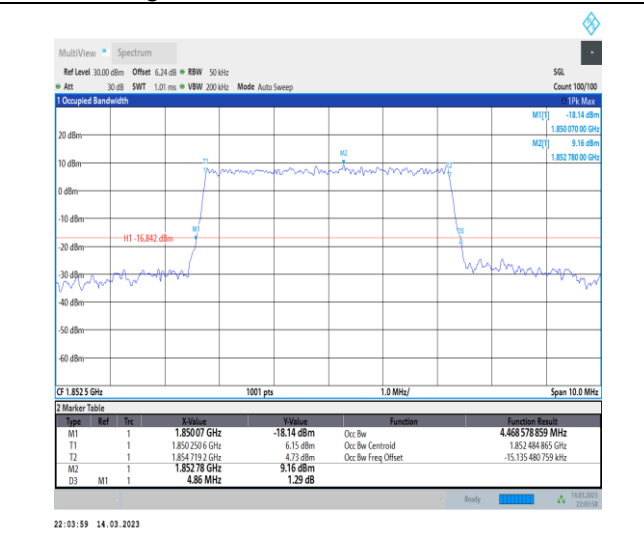 MultiView Spectrum
Ref Level 30.00 dBm Offset 6.24 dB RBW 50 kHz SGL
Att 30 dB SWT 1.01 ms VBW 200 kHz Mode Auto Sweep Count 100/100
1 Occupied Bandwidth 1Pk Max
M1[1] -18.14 dBm
1.850 070 00 GHz
M2[1] 9.16 dBm
1.852 780 00 GHz
20 dBm
M2
T1
T2
10 dBm
0 dBm
-10 dBm
M1
D3
H1 -16.842 dBm
-20 dBm
-30 dBm
-40 dBm
-50 dBm
-60 dBm
CF 1.852 5 GHz 1001 pts 1.0 MHz/ Span 10.0 MHz
2 Marker Table
Type Ref Trc X-Value Y-Value Function Function Result
M1 1 1.85007 GHz -18.14 dBm Occ Bw 4.468 578 859 MHz
T1 1 1.850 250 6 GHz 6.15 dBm Occ Bw Centroid 1.852 484 865 GHz
T2 1 1.854 719 2 GHz 4.73 dBm Occ Bw Freq Offset -15.135 480 759 kHz
M2 1 1.85278 GHz 9.16 dBm
D3 M1 1 4.86 MHz 1.29 dB
Ready 14.03.2023
22:03:58
22:03:59 14.03.2023